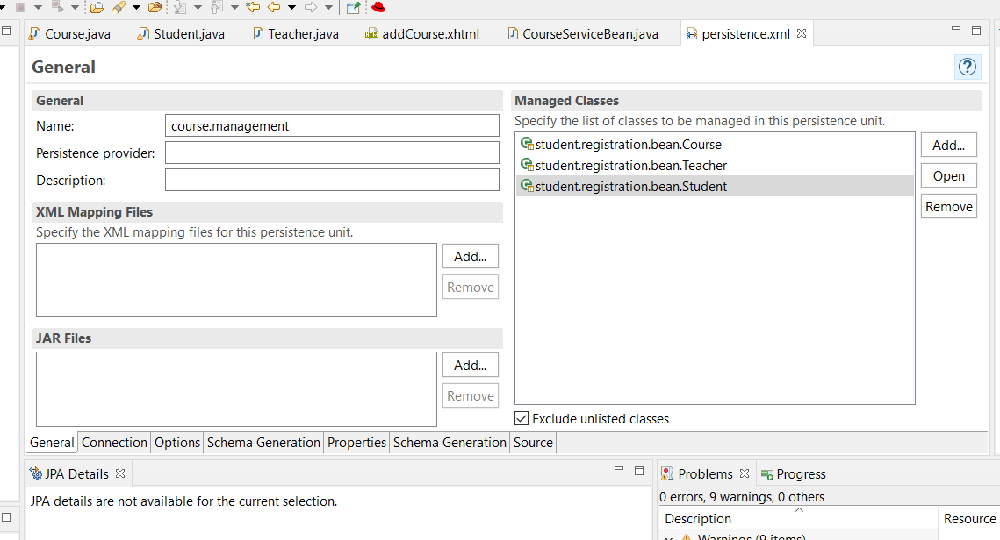 Course.java Student.java Teacher.java addCourse.xhtml CourseServiceBean.java persistence.xml
General
General
Name: course.management
Persistence provider:
Description:
XML Mapping Files
Specify the XML mapping files for this persistence unit.
Add...
Remove
JAR Files
Add...
Remove
Managed Classes
Specify the list of classes to be managed in this persistence unit.
student.registration.bean.Course
student.registration.bean.Teacher
student.registration.bean.Student
Add...
Open
Remove
Exclude unlisted classes
General Connection Options Schema Generation Properties Schema Generation Source
JPA Details
JPA details are not available for the current selection.
Problems Progress
0 errors, 9 warnings, 0 others
Description Resource
Warnings (9 items)